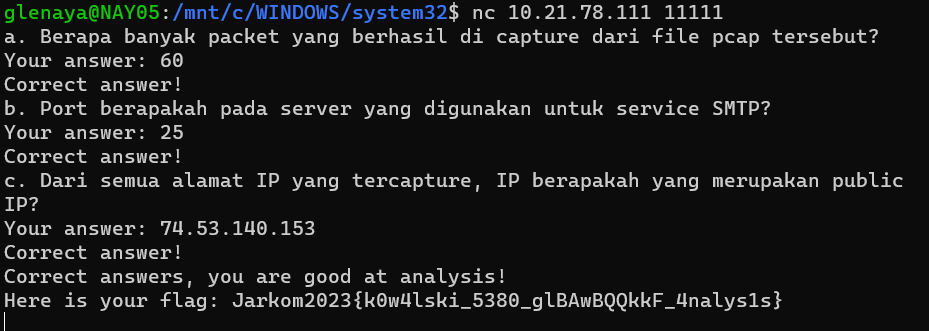 glenaya@NAY05:/mnt/c/WINDOWS/system32$ nc 10.21.78.111 11111
a. Berapa banyak packet yang berhasil di capture dari file pcap tersebut?
Your answer: 60
Correct answer!
b. Port berapakah pada server yang digunakan untuk service SMTP?
Your answer: 25
Correct answer!
c. Dari semua alamat IP yang tercapture, IP berapakah yang merupakan public
IP?
Your answer: 74.53.140.153
Correct answer!
Correct answers, you are good at analysis!
Here is your flag: Jarkom2023{k0w4lski_5380_glBAwBQQkkF_4nalys1s}